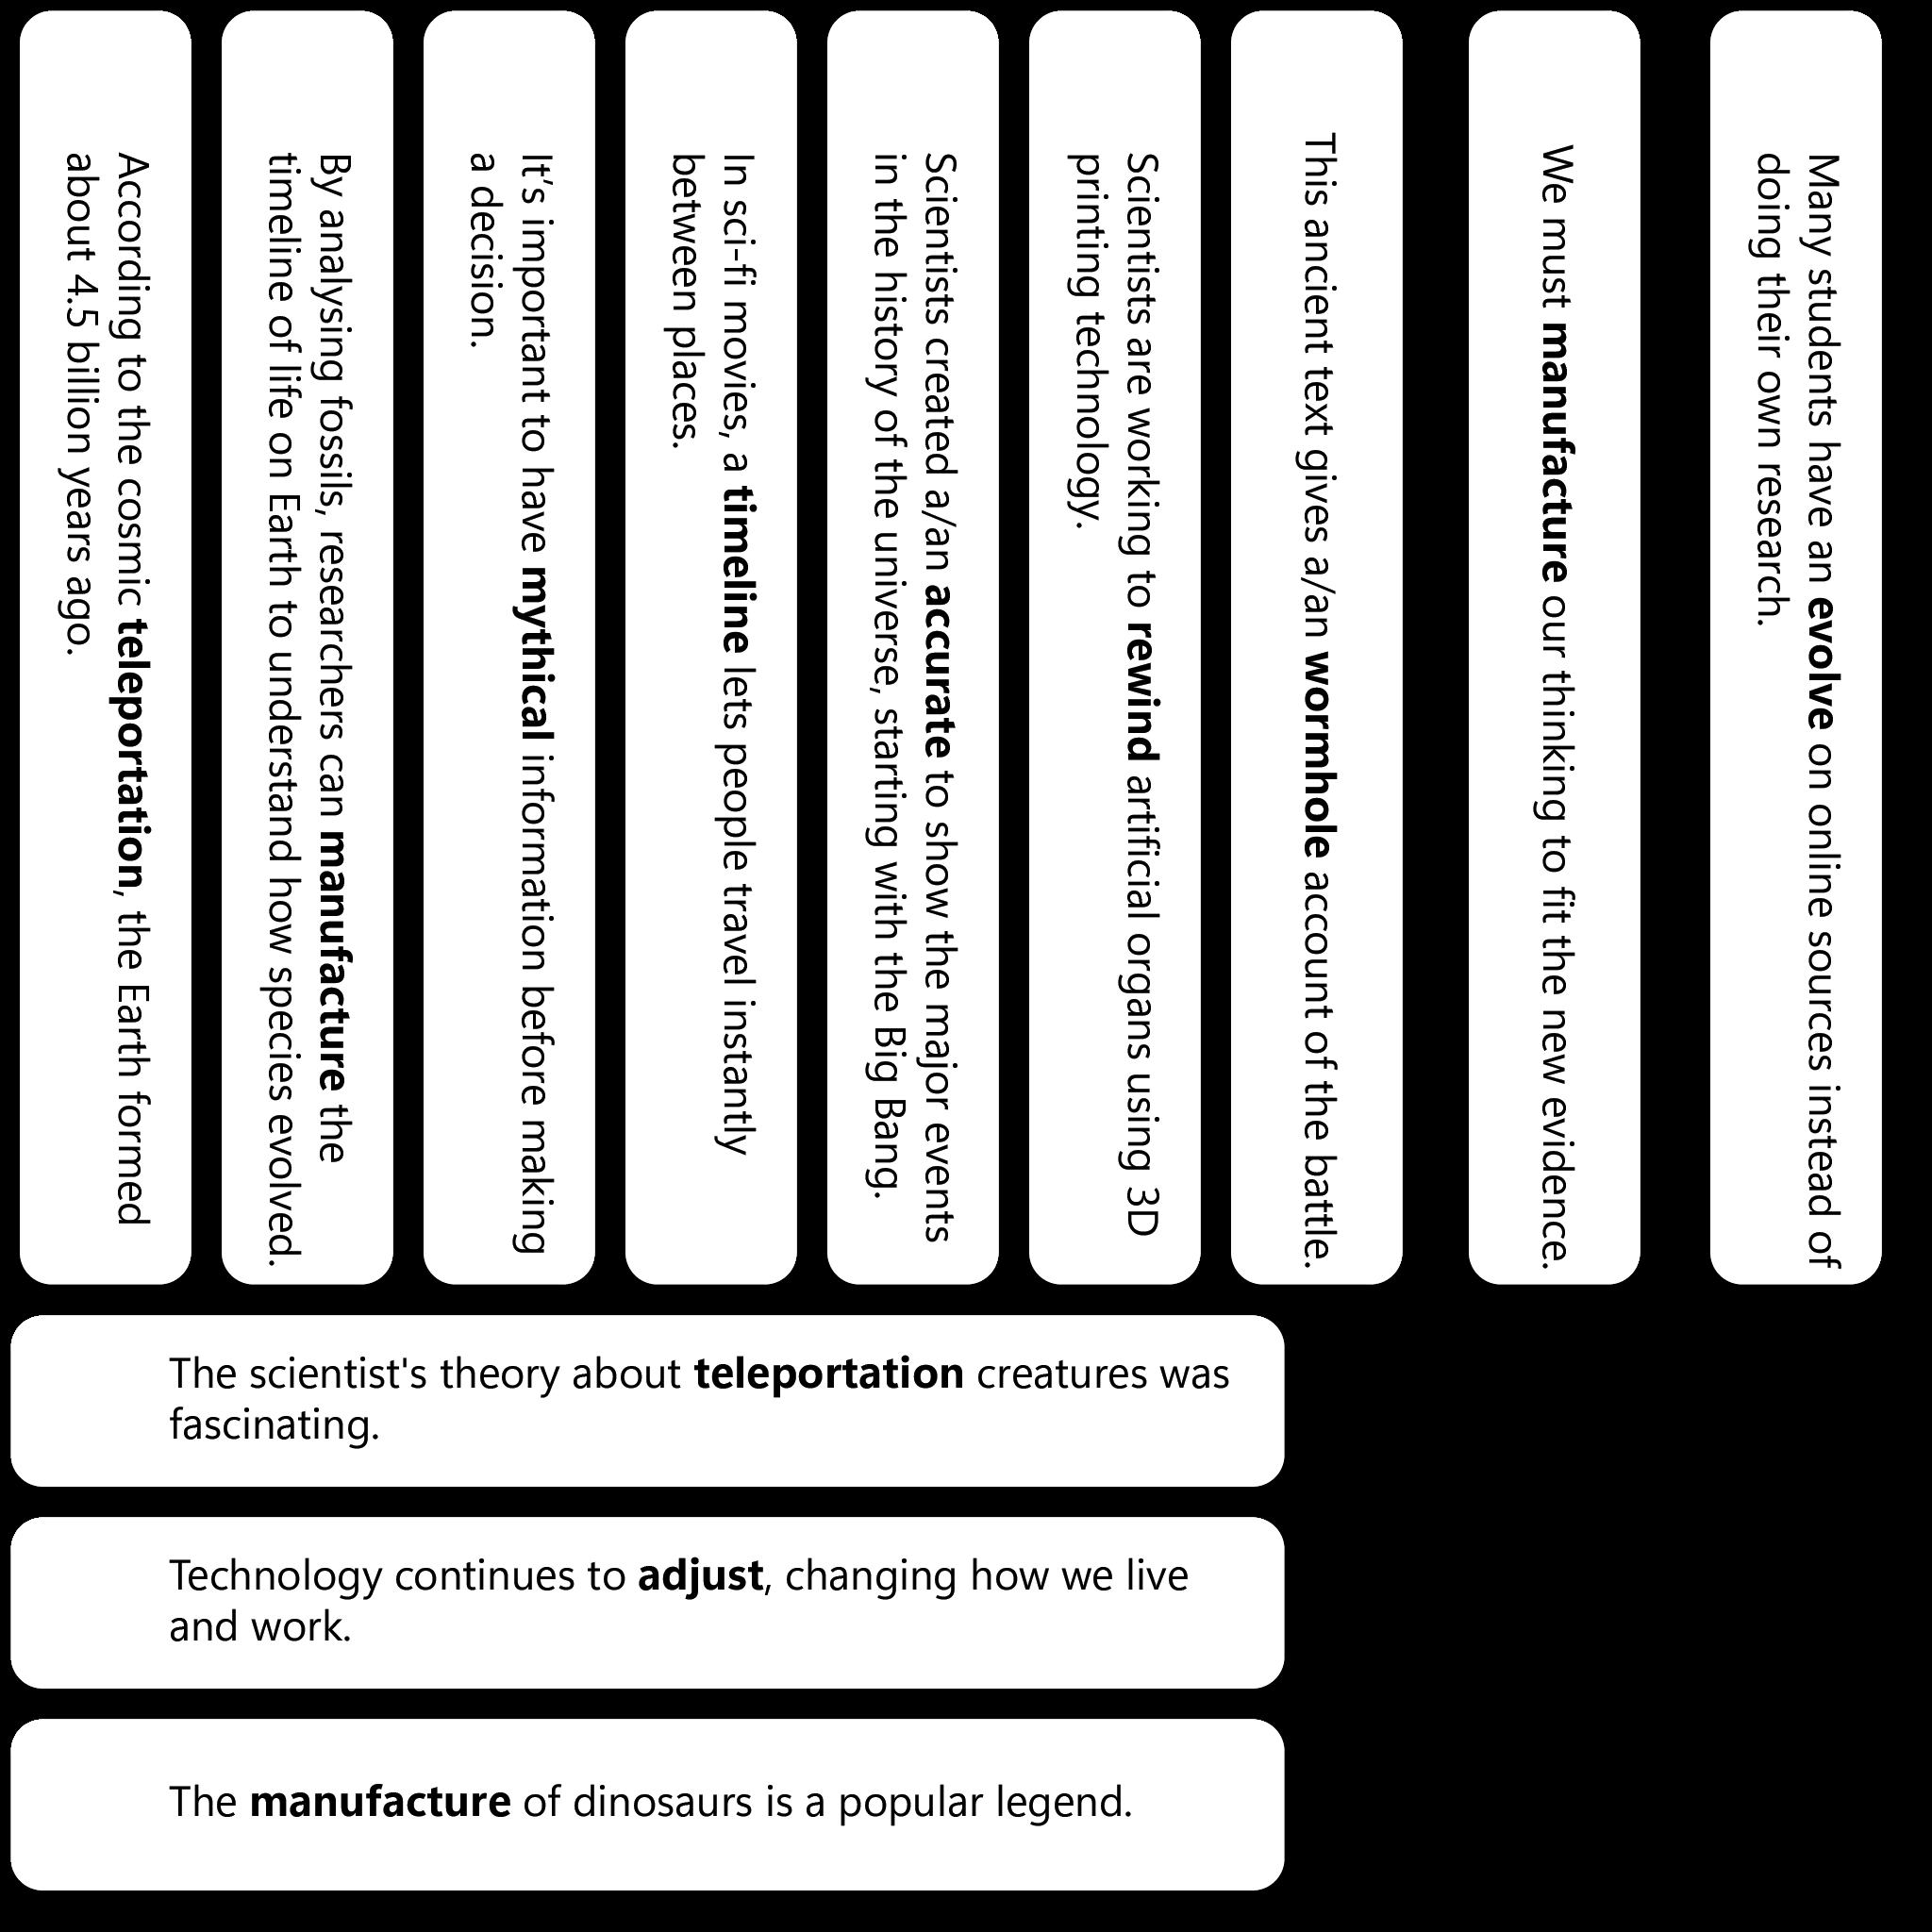 According to the cosmic teleportation, the Earth formed
about 4.5 billion years ago.
By analysing fossils, researchers can manufacture the
timeline of life on Earth to understand how species evolved.
It's important to have mythical information before making
a decision.
In sci-fi movies, a timeline lets people travel instantly
between places.
Scientists created a/an accurate to show the major events
in the history of the universe, starting with the Big Bang.
Scientists are working to rewind artificial organs using 3D
printing technology.
This ancient text gives a/an wormhole account of the battle.
We must manufacture our thinking to fit the new evidence.
Many students have an evolve on online sources instead of
doing their own research.
The scientist's theory about teleportation creatures was
fascinating.
Technology continues to adjust, changing how we live
and work.
The manufacture of dinosaurs is a popular legend.